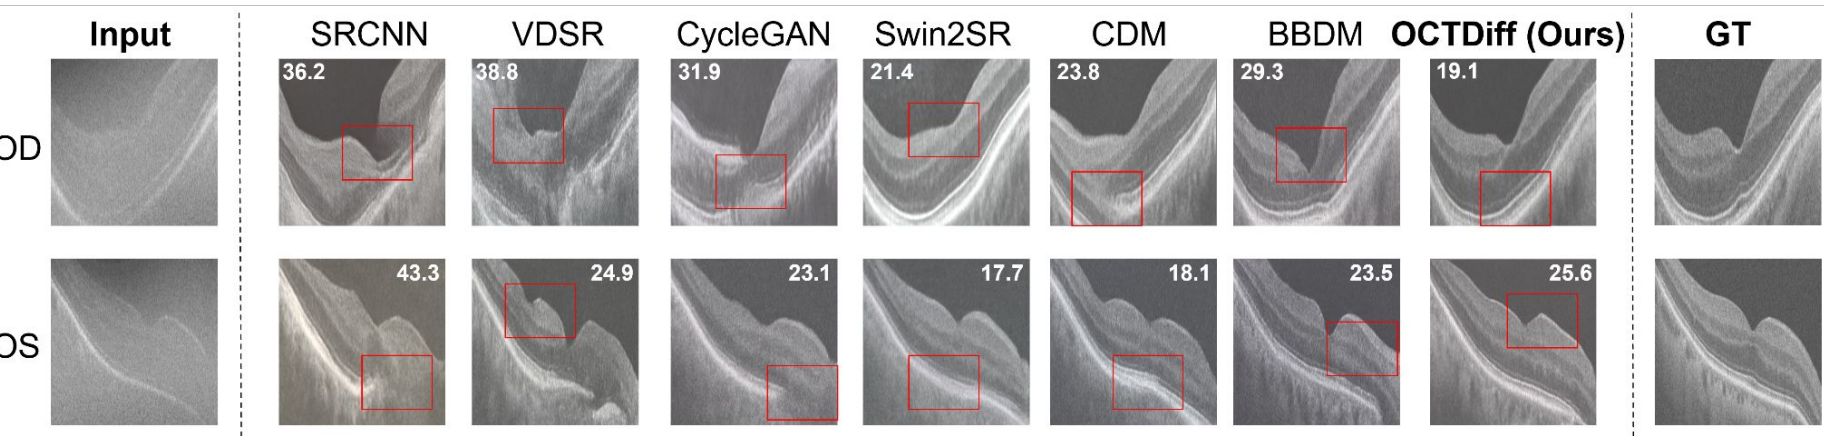 Input SRCNN VDSR CycleGAN Swin2SR CDM BBDM OCTDiff (Ours) GT
OD 36.2 38.8 31.9 21.4 23.8 29.3 19.1
OS 43.3 24.9 23.1 17.7 18.1 23.5 25.6